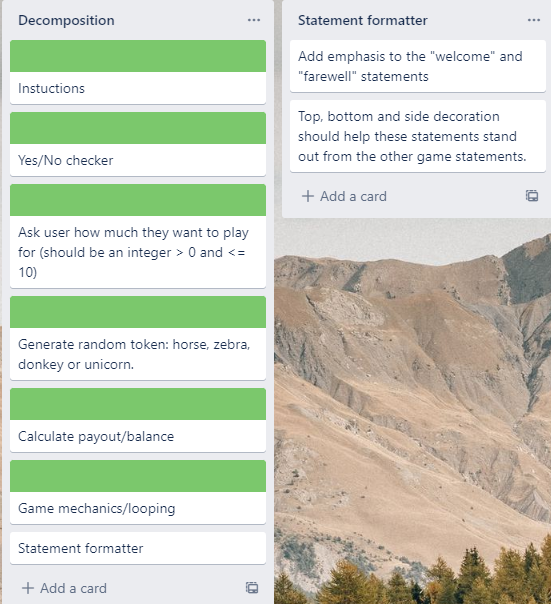 Decomposition
Instuctions
Yes/No checker
Ask user how much they want to play
for (should be an integer > 0 and <=
10)
Generate random token: horse, zebra,
donkey or unicorn.
Calculate payout/balance
Game mechanics/looping
Statement formatter
+ Add a card
Statement formatter
Add emphasis to the "welcome" and
"farewell" statements
Top, bottom and side decoration
should help these statements stand
out from the other game statements.
+ Add a card